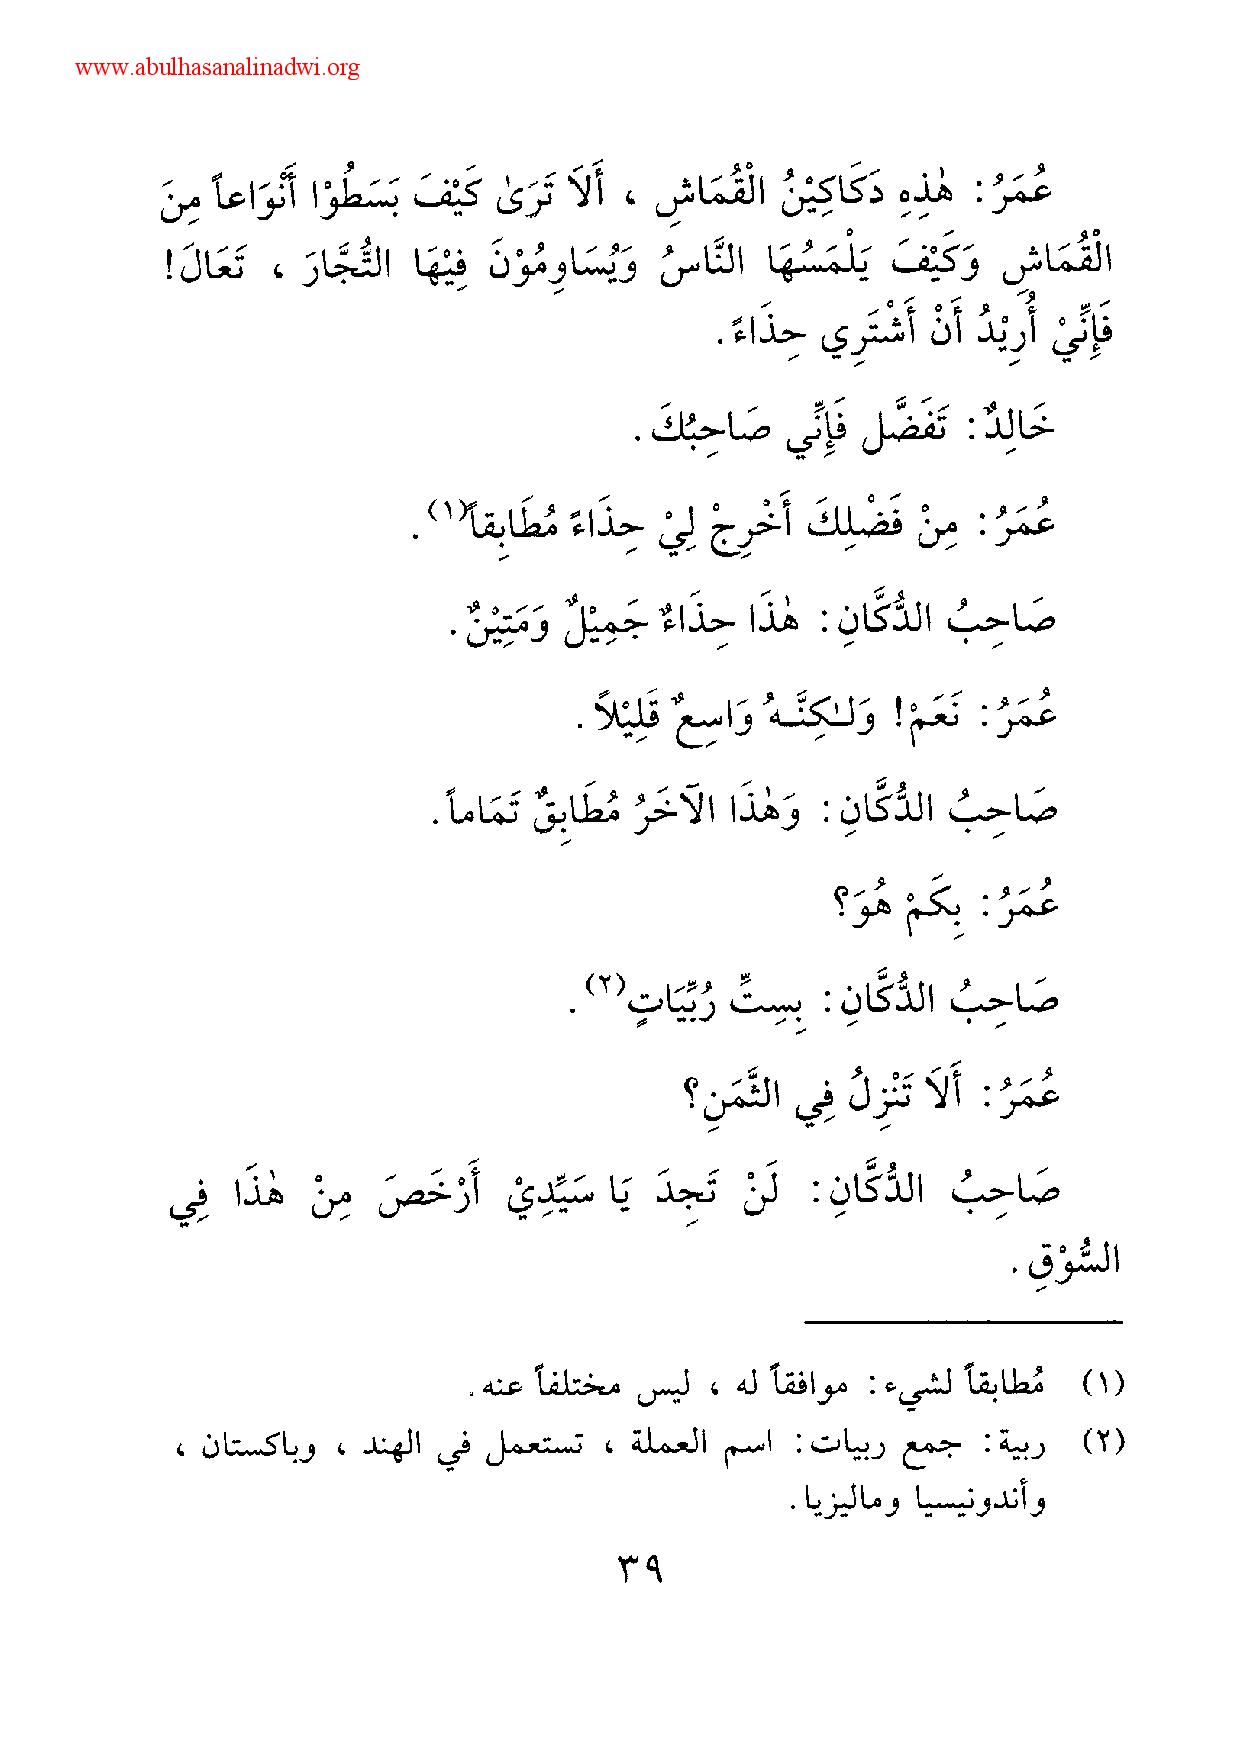 www.abulhasanalinadwi.org
عُمَرُ: هٰذِهِ دَكَاكِيْنُ الْقُمَاشِ ، أَلَا تَرَىٰ كَيْفَ بَسَطُوْا أَنْوَاعاً مِنَ
الْقُمَاشِ وَكَيْفَ يَلْمَسُهَا النَّاسُ وَيُسَاوِمُوْنَ فِيْهَا التُّجَّارَ ، تَعَالَ!
فَإِنِّيْ أُرِيْدُ أَنْ أَشْتَرِي حِذَاءً.
خَالِدٌ: تَفَضَّل فَإِنِّي صَاحِبُكَ.
عُمَرُ: مِنْ فَضْلِكَ أَخْرِجْ لِيْ حِذَاءً مُطَابِقاً(١).
صَاحِبُ الدُّكَّانِ: هٰذَا حِذَاءٌ جَمِيْلٌ وَمَتِيْنٌ.
عُمَرُ: نَعَمْ! وَلـٰكِنَّـهُ وَاسِعٌ قَلِيْلاً.
صَاحِبُ الدُّكَّانِ: وَهٰذَا الآخَرُ مُطَابِقٌ تَمَاماً.
عُمَرُ: بِكَمْ هُوَ؟
صَاحِبُ الدُّكَّانِ: بِسِتِّ رُبِّيَاتٍ(٢).
عُمَرُ: أَلَا تَنْزِلُ فِي الثَّمَنِ؟
صَاحِبُ الدُّكَّانِ: لَنْ تَجِدَ يَا سَيِّدِيْ أَرْخَصَ مِنْ هٰذَا فِي
السُّوْقِ.
(١) مُطابقاً لشيء: موافقاً له ، ليس مختلفاً عنه.
(٢) ربية: جمع ربيات: اسم العملة ، تستعمل في الهند ، وباكستان ،
وأندونيسيا وماليزيا.
٣٩